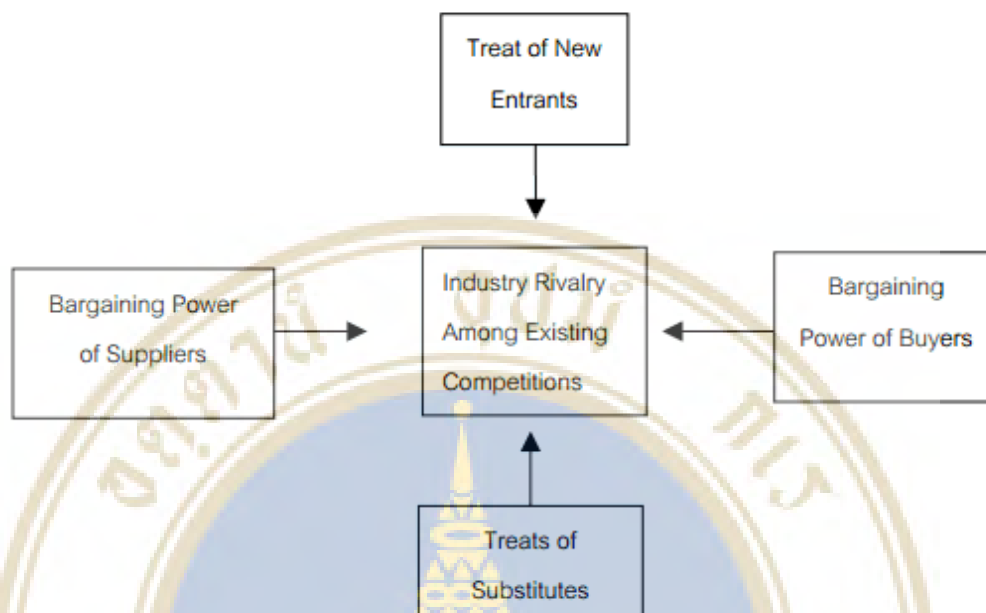 Treat of New
Entrants
Bargaining Power
of Suppliers
Industry Rivalry
Among Existing
Competitions
Bargaining
Power of Buyers
Treats of
Substitutes